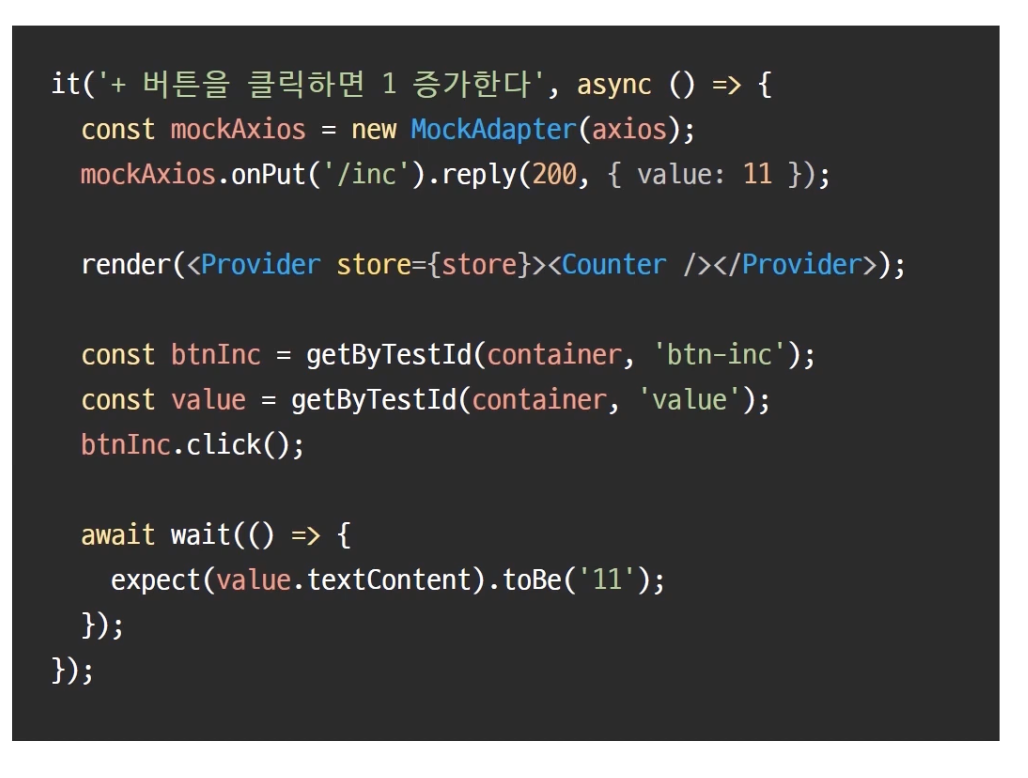 it('+ 버튼을 클릭하면 1 증가한다', async () => {
  const mockAxios = new MockAdapter(axios);
  mockAxios.onPut('/inc').reply(200, { value: 11 });

  render(<Provider store={store}><Counter /></Provider>);

  const btnInc = getByTestId(container, 'btn-inc');
  const value = getByTestId(container, 'value');
  btnInc.click();

  await wait(() => {
    expect(value.textContent).toBe('11');
  });
});